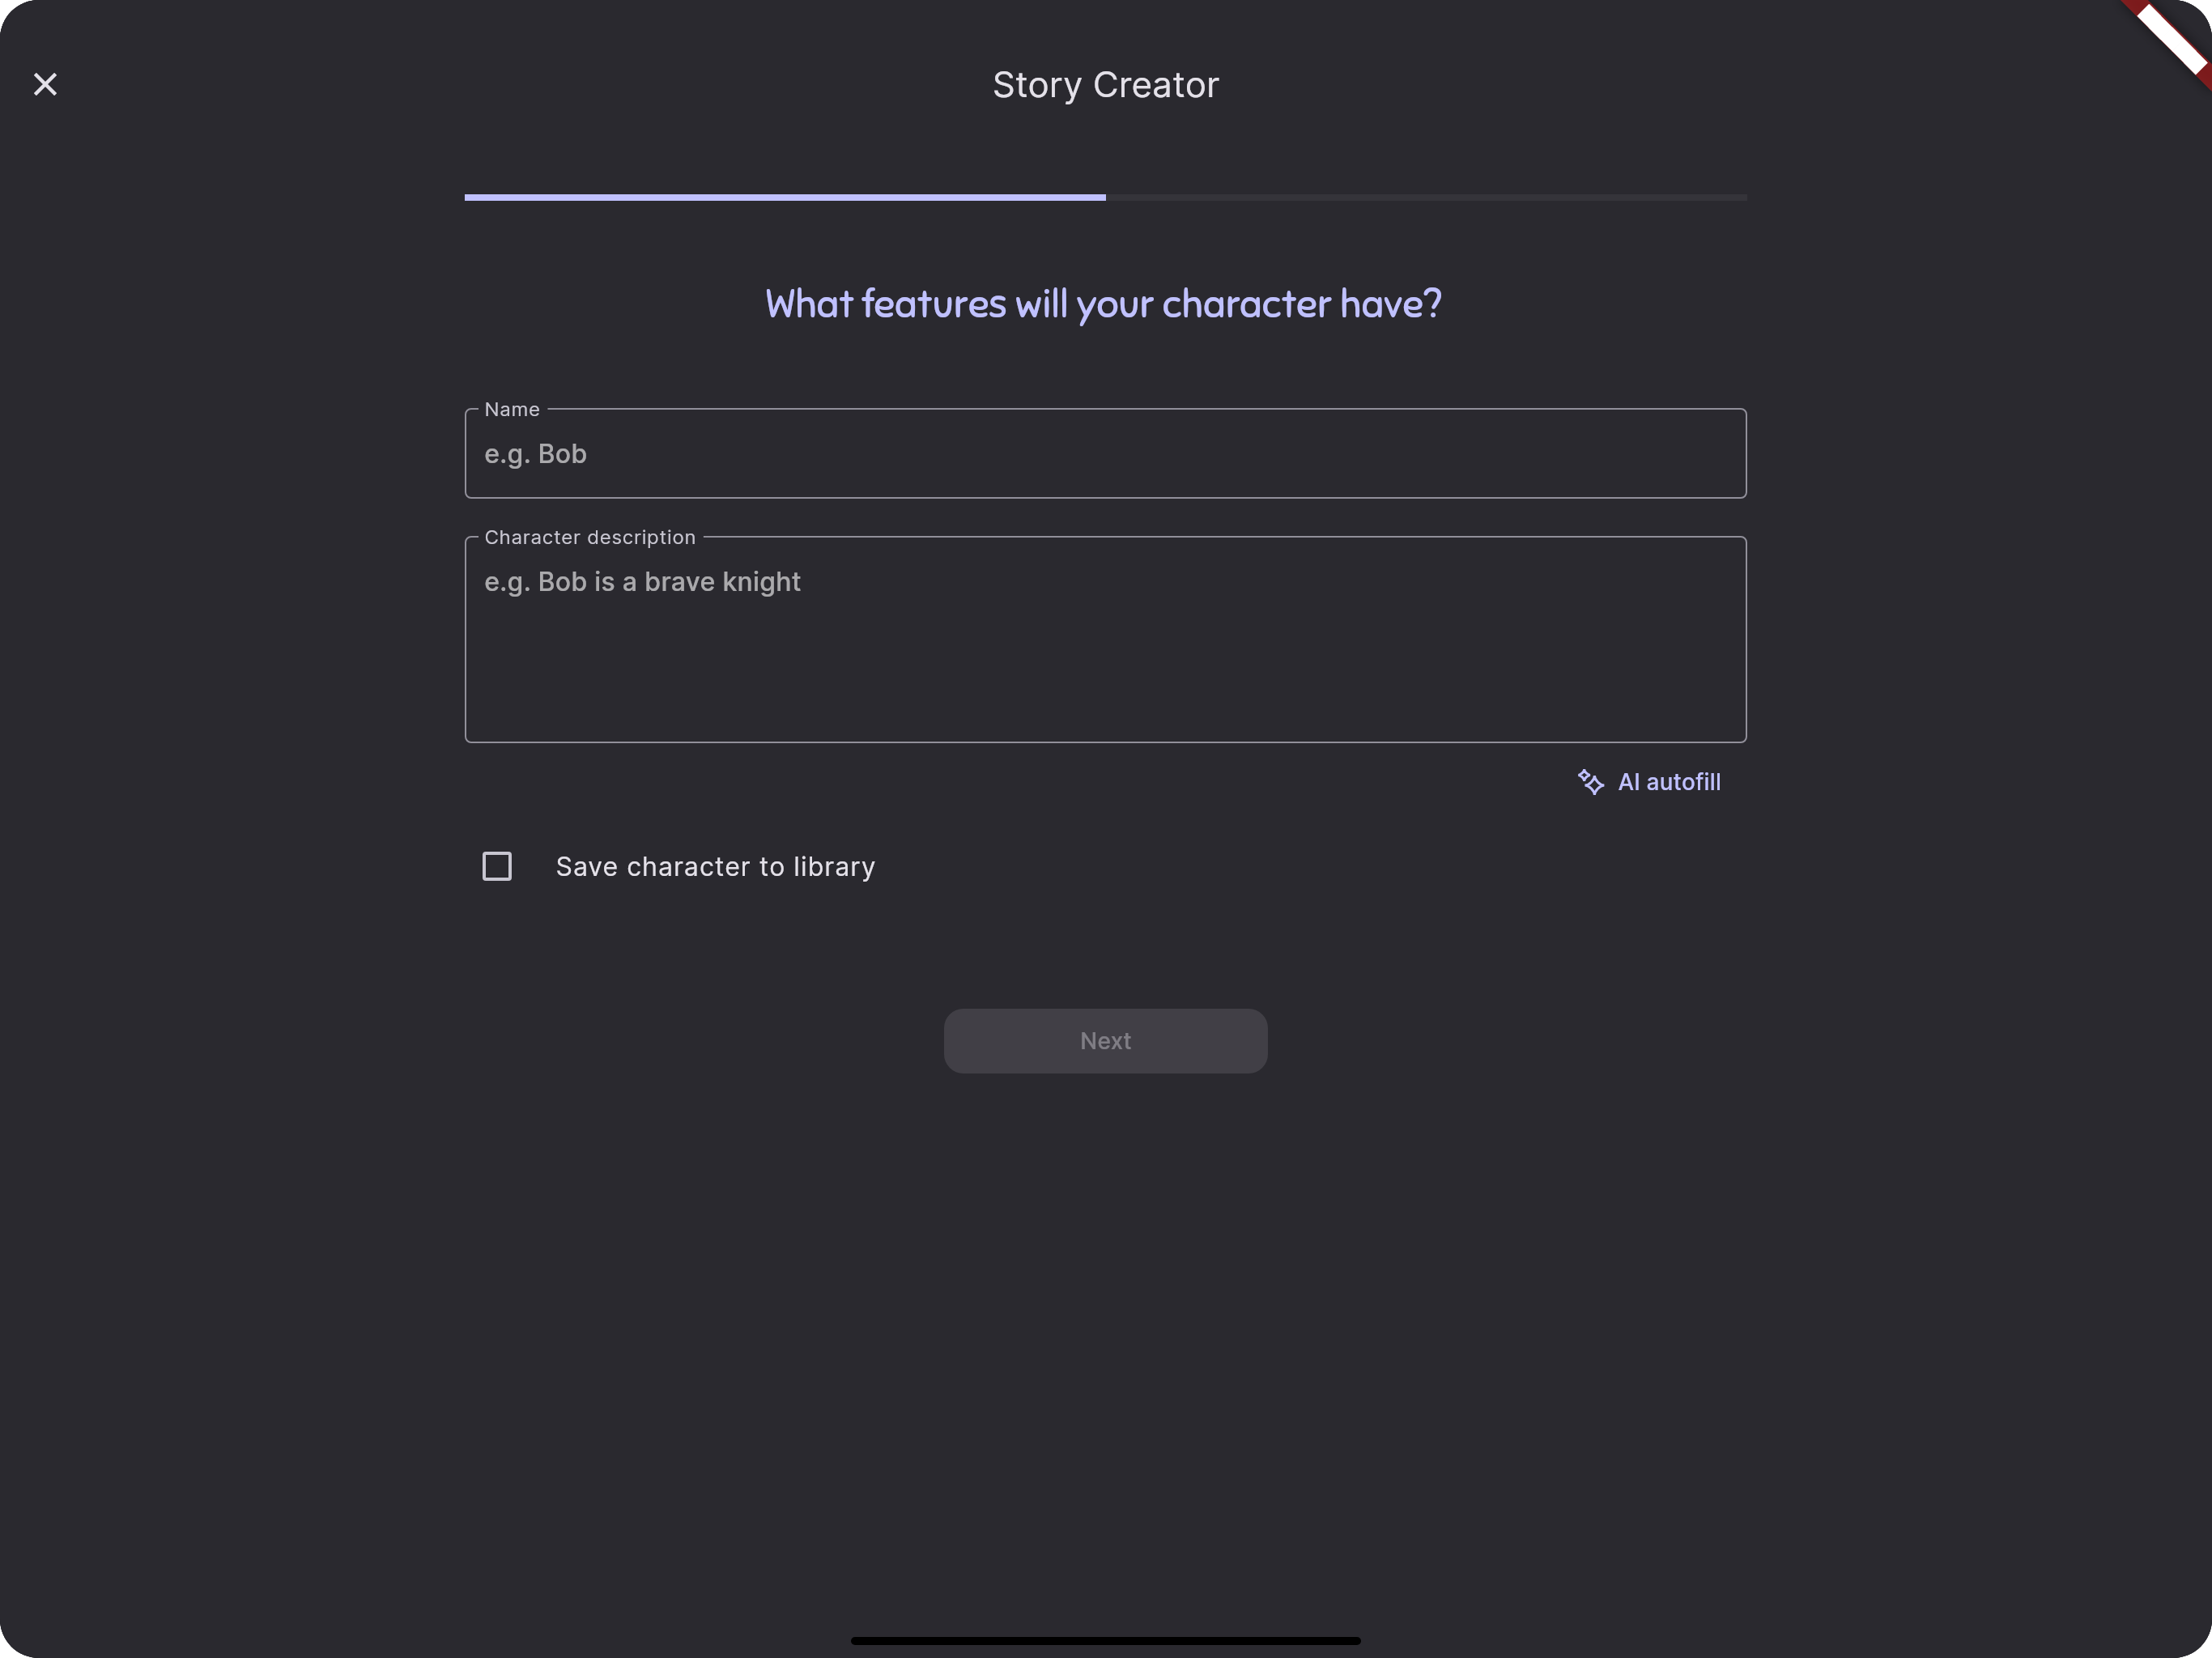 Story Creator
What features will your character have?
Name
e.g. Bob
Character description
e.g. Bob is a brave knight
AI autofill
Save character to library
Next